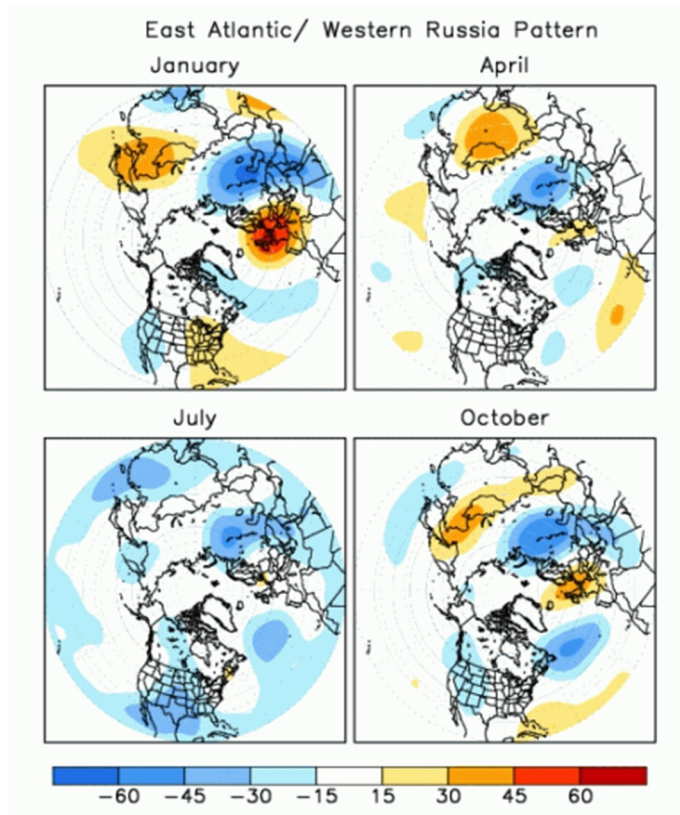 East Atlantic/ Western Russia Pattern
January
April
July
October
-60 -45 -30 -15 15 30 45 60